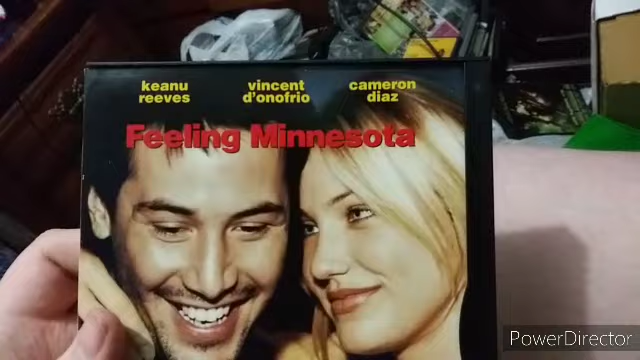 keanu reeves
vincent d'onofrio
cameron diaz
Feeling Minnesota
PowerDirector